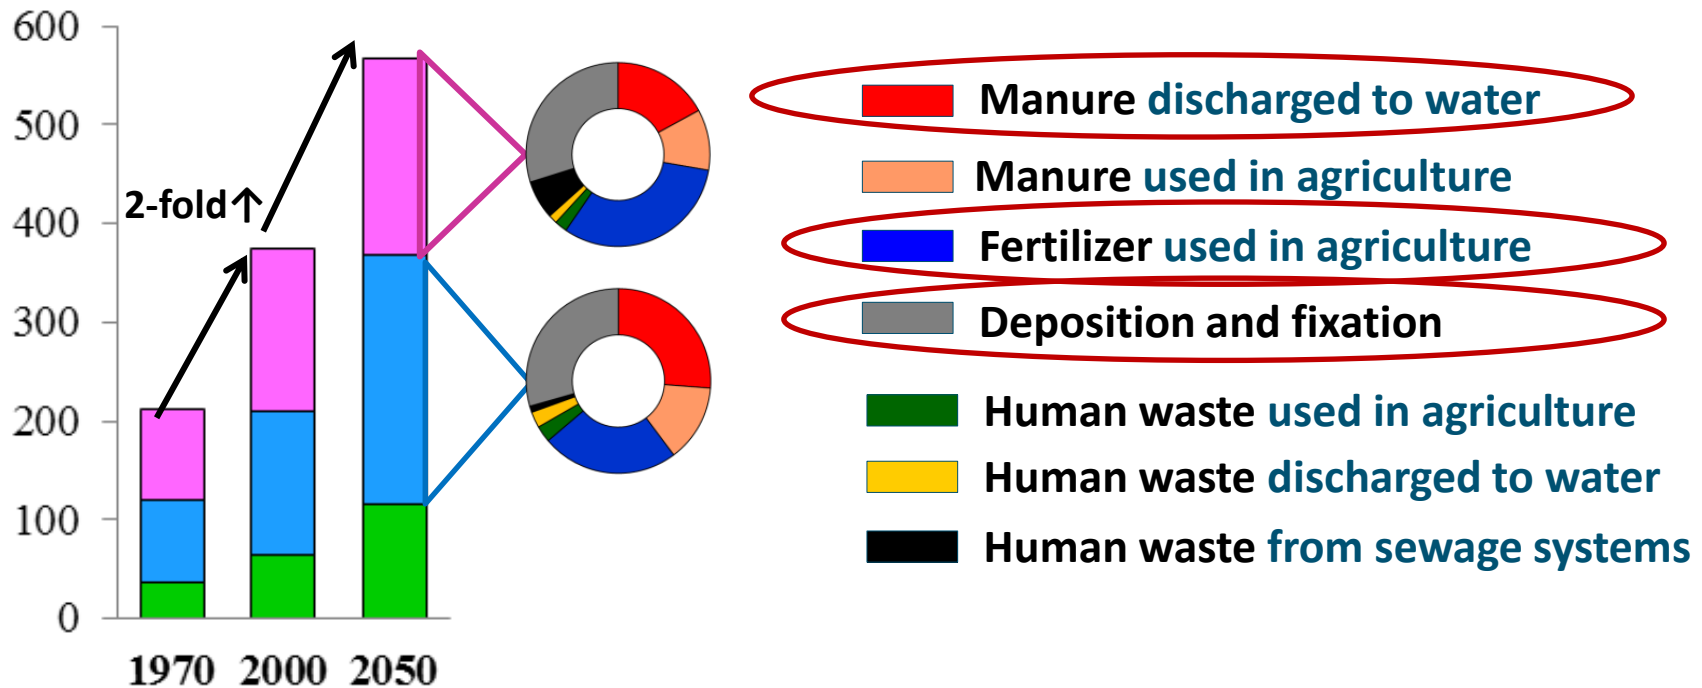 600
500
400
300
200
100
0
1970 2000 2050
2-fold↑
Manure discharged to water
Manure used in agriculture
Fertilizer used in agriculture
Deposition and fixation
Human waste used in agriculture
Human waste discharged to water
Human waste from sewage systems